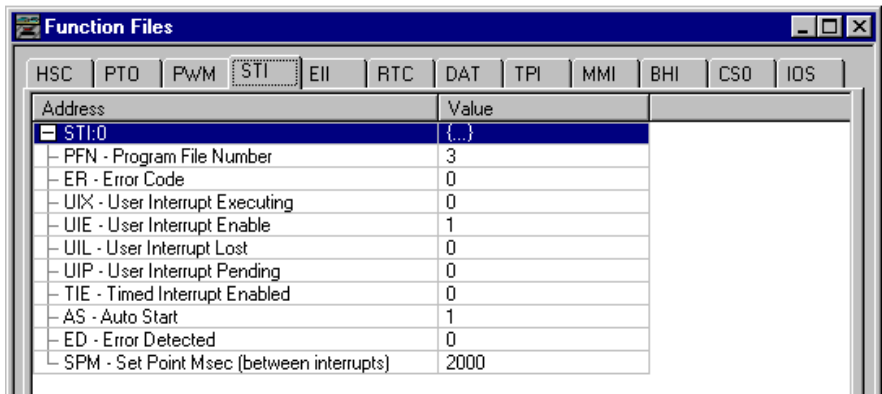 Function Files
HSC PTO PWM STI EII RTC DAT TPI MMI BHI CS0 IOS
Address Value
STI:0 {...}
PFN - Program File Number 3
ER - Error Code 0
UIX - User Interrupt Executing 0
UIE - User Interrupt Enable 1
UIL - User Interrupt Lost 0
UIP - User Interrupt Pending 0
TIE - Timed Interrupt Enabled 0
AS - Auto Start 1
ED - Error Detected 0
SPM - Set Point Msec (between interrupts) 2000